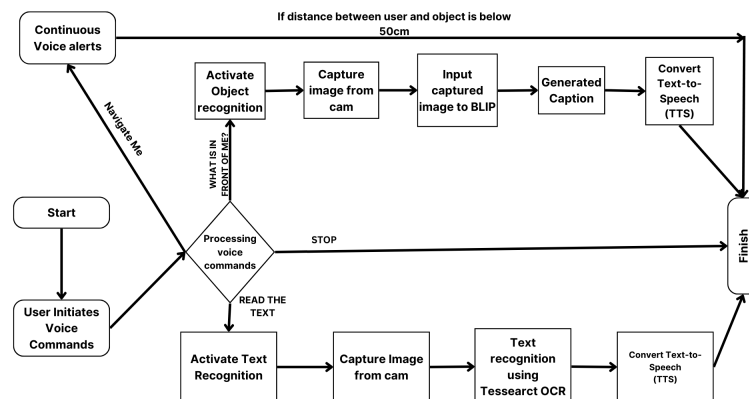 If distance between user and object is below
50cm
Continuous
Voice alerts
Activate
Object
recognition
Capture
image from
cam
Input
captured
image to BLIP
Generated
Caption
Convert
Text-to-
Speech
(TTS)
Navigate Me
WHAT IS IN
FRONT OF ME?
Start
Processing
voice
commands
STOP
Finish
User Initiates
Voice
Commands
READ THE
TEXT
Activate Text
Recognition
Capture Image
from cam
Text
recognition
using
Tessearct OCR
Convert Text-to-
Speech
(TTS)